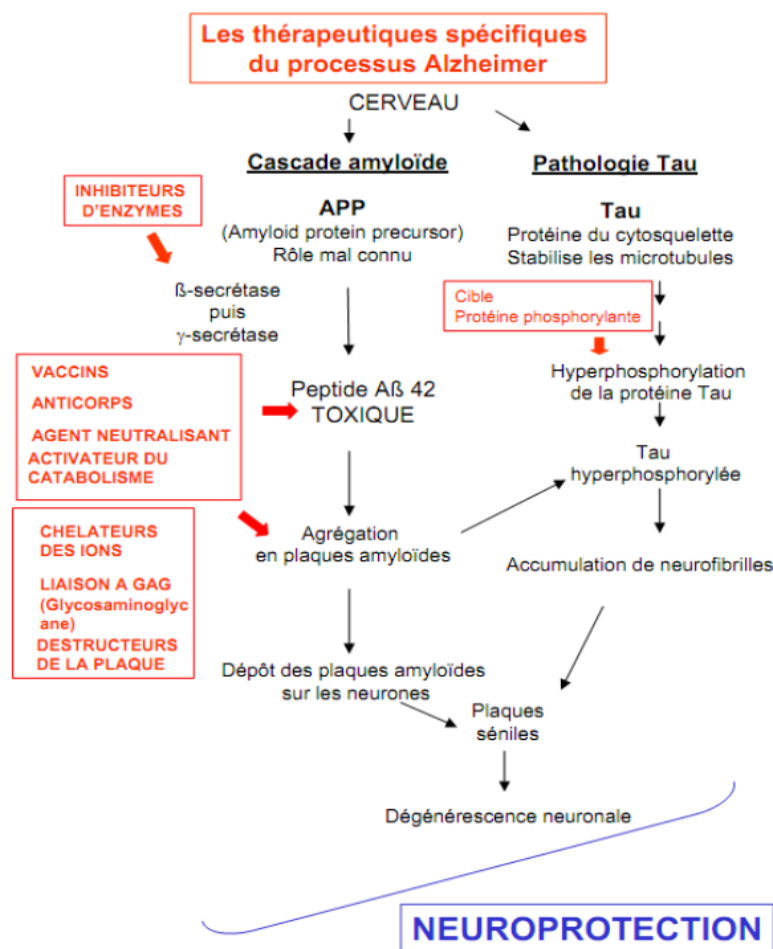 Les thérapeutiques spécifiques
du processus Alzheimer
CERVEAU
Cascade amyloïde
Pathologie Tau
INHIBITEURS
D'ENZYMES
APP
(Amyloid protein precursor)
Rôle mal connu
Tau
Protéine du cytosquelette
Stabilise les microtubules
ß-secrétase
puis
γ-secrétase
Cible
Protéine phosphorylante
VACCINS
ANTICORPS
AGENT NEUTRALISANT
ACTIVATEUR DU
CATABOLISME
Peptide Aß 42
TOXIQUE
Hyperphosphorylation
de la protéine Tau
Tau
hyperphosphorylée
CHELATEURS
DES IONS
LIAISON A GAG
(Glycosaminoglyc
ane)
DESTRUCTEURS
DE LA PLAQUE
Agrégation
en plaques amyloïdes
Accumulation de neurofibrilles
Dépôt des plaques amyloïdes
sur les neurones
Plaques
séniles
Dégénérescence neuronale
NEUROPROTECTION